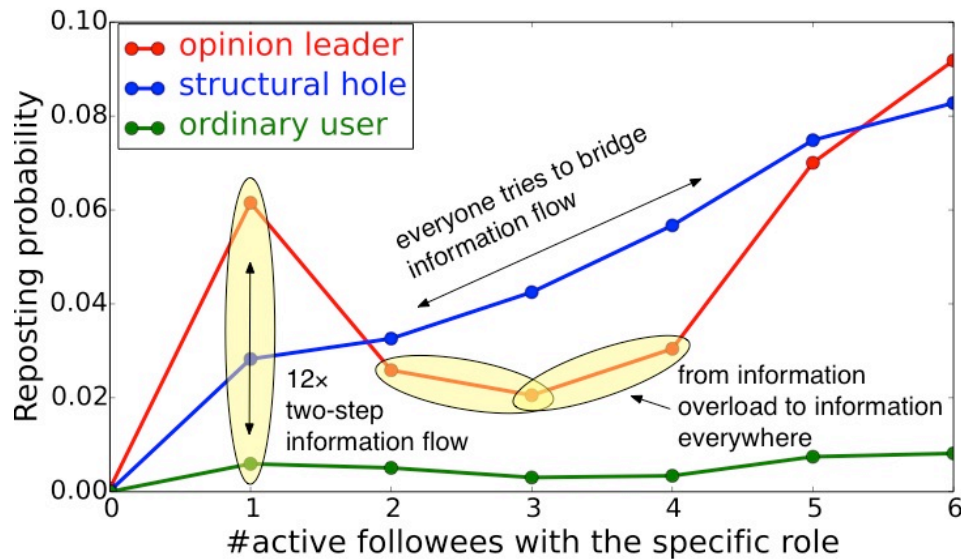 0.10
opinion leader
structural hole
0.08
ordinary user
everyone tries to bridge
information flow
0.06
Reposting probability
0.04
12×
two-step
information flow
from information
overload to information
everywhere
0.02
0.00
0 1 2 3 4 5 6
#active followees with the specific role